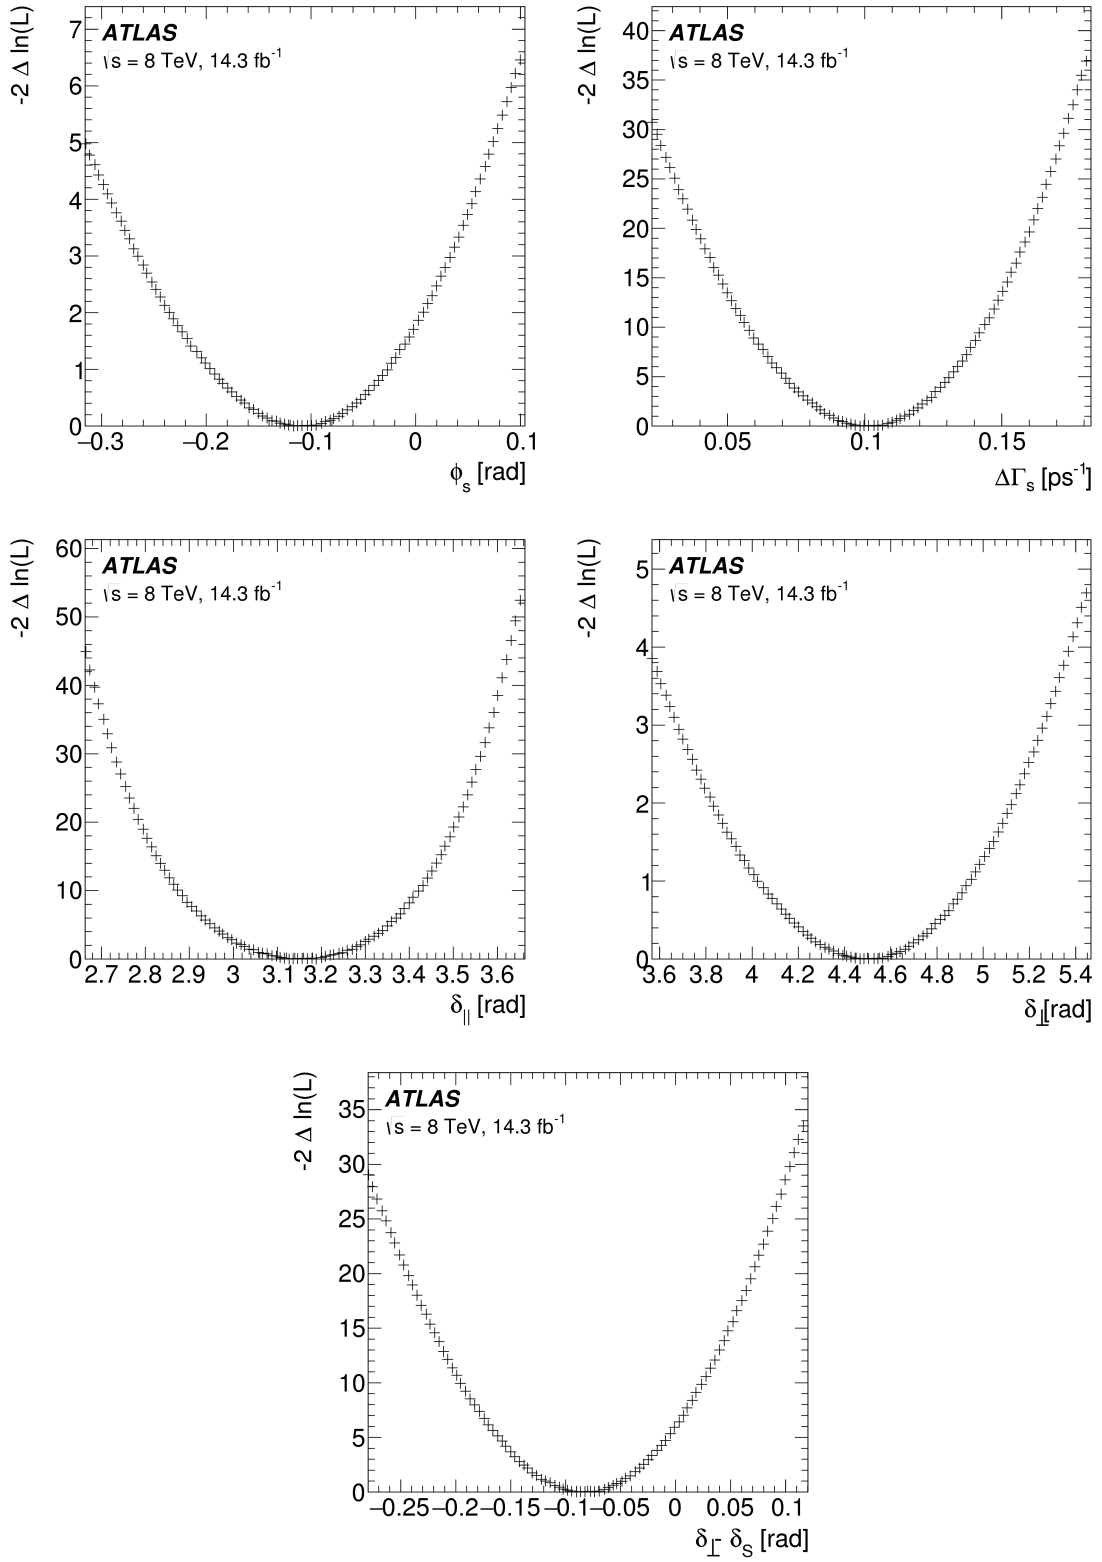 -2 Δ ln(L)
ATLAS
√s = 8 TeV, 14.3 fb-1
7
6
5
4
3
2
1
0
−0.3 −0.2 −0.1 0 0.1
ϕs [rad]
-2 Δ ln(L)
ATLAS
√s = 8 TeV, 14.3 fb-1
40
35
30
25
20
15
10
5
0
0.05 0.1 0.15
ΔΓs [ps-1]
-2 Δ ln(L)
ATLAS
√s = 8 TeV, 14.3 fb-1
60
50
40
30
20
10
0
2.7 2.8 2.9 3 3.1 3.2 3.3 3.4 3.5 3.6
δ|| [rad]
-2 Δ ln(L)
ATLAS
√s = 8 TeV, 14.3 fb-1
5
4
3
2
1
0
3.6 3.8 4 4.2 4.4 4.6 4.8 5 5.2 5.4
δ⊥[rad]
-2 Δ ln(L)
ATLAS
√s = 8 TeV, 14.3 fb-1
35
30
25
20
15
10
5
0
−0.25 −0.2 −0.15 −0.1 −0.05 0 0.05 0.1
δ⊥- δS [rad]